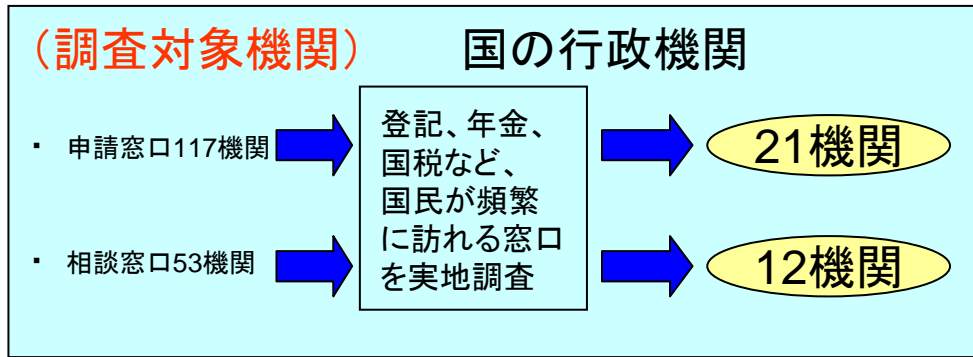 （調査対象機関）　国の行政機関
・ 申請窓口117機関
登記、年金、
国税など、
国民が頻繁
に訪れる窓口
を実地調査
21機関
・ 相談窓口53機関
12機関